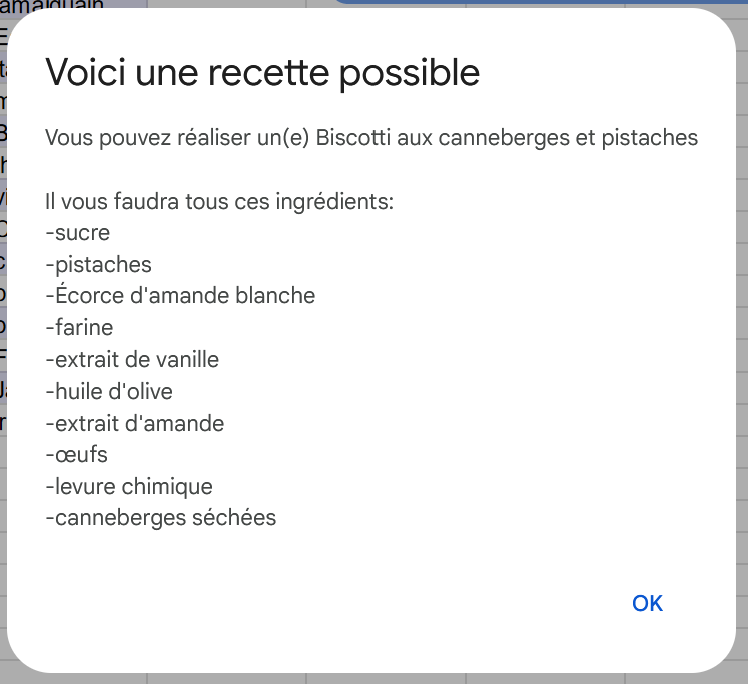 Voici une recette possible
Vous pouvez réaliser un(e) Biscotti aux canneberges et pistaches
Il vous faudra tous ces ingrédients:
-sucre
-pistaches
-Écorce d'amande blanche
-farine
-extrait de vanille
-huile d'olive
-extrait d'amande
-œufs
-levure chimique
-canneberges séchées
OK